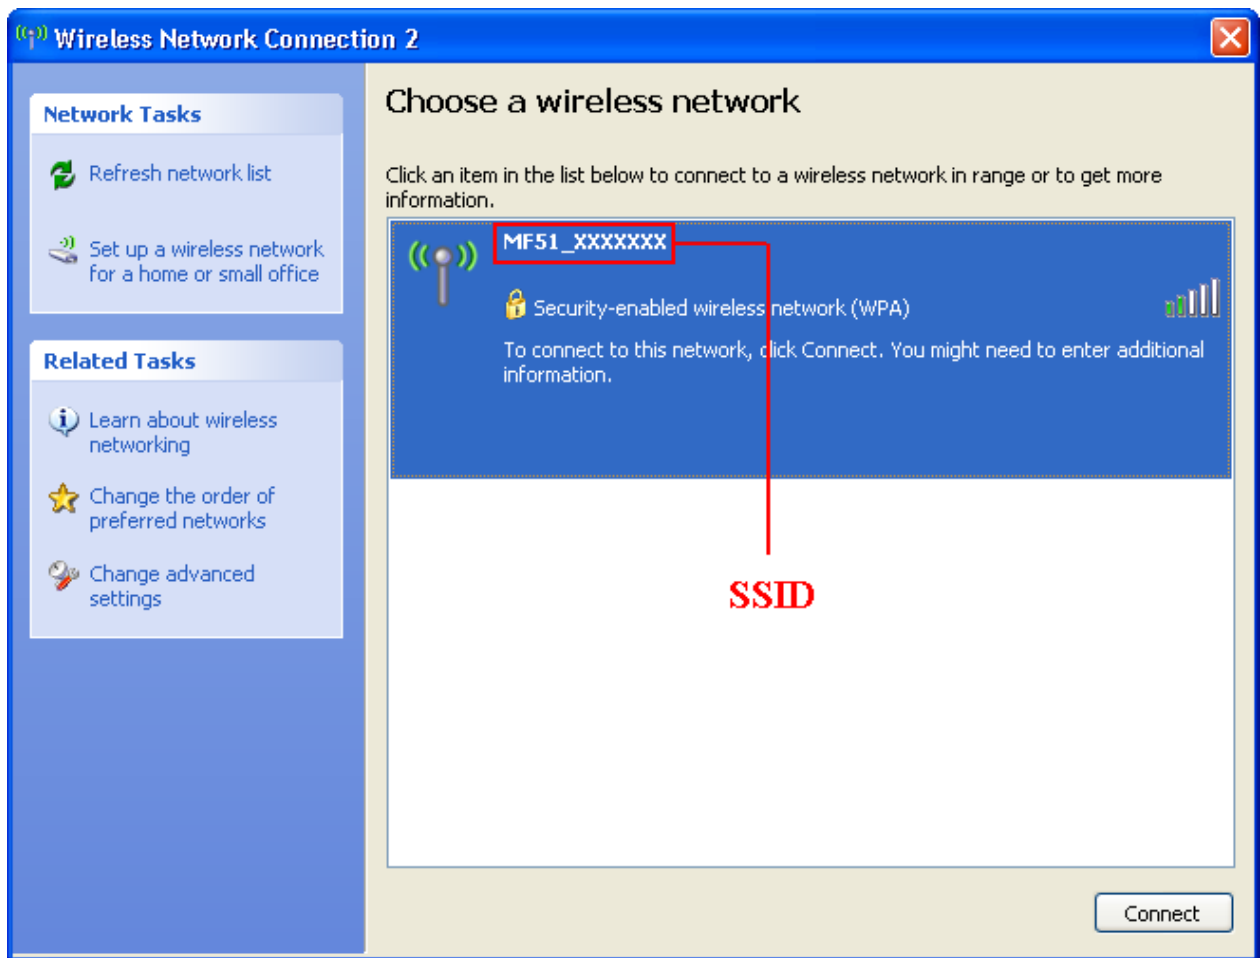 Wireless Network Connection 2
Network Tasks
Refresh network list
Set up a wireless network
for a home or small office
Related Tasks
Learn about wireless
networking
Change the order of
preferred networks
Change advanced
settings
Choose a wireless network
Click an item in the list below to connect to a wireless network in range or to get more
information.
MF51_XXXXXXX
Security-enabled wireless network (WPA)
To connect to this network, click Connect. You might need to enter additional
information.
SSID
Connect